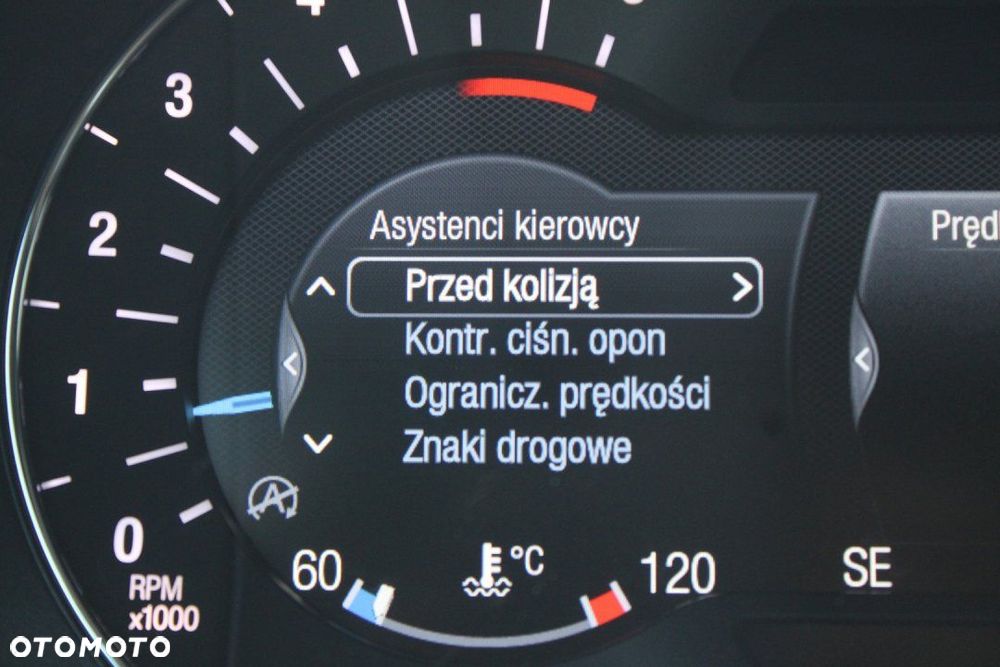 4
3
2
1
0
RPM
x1000
Asystenci kierowcy
Przed kolizją
Kontr. ciśn. opon
Ogranicz. prędkości
Znaki drogowe
A
60
°C
120
SE
OTOMOTO